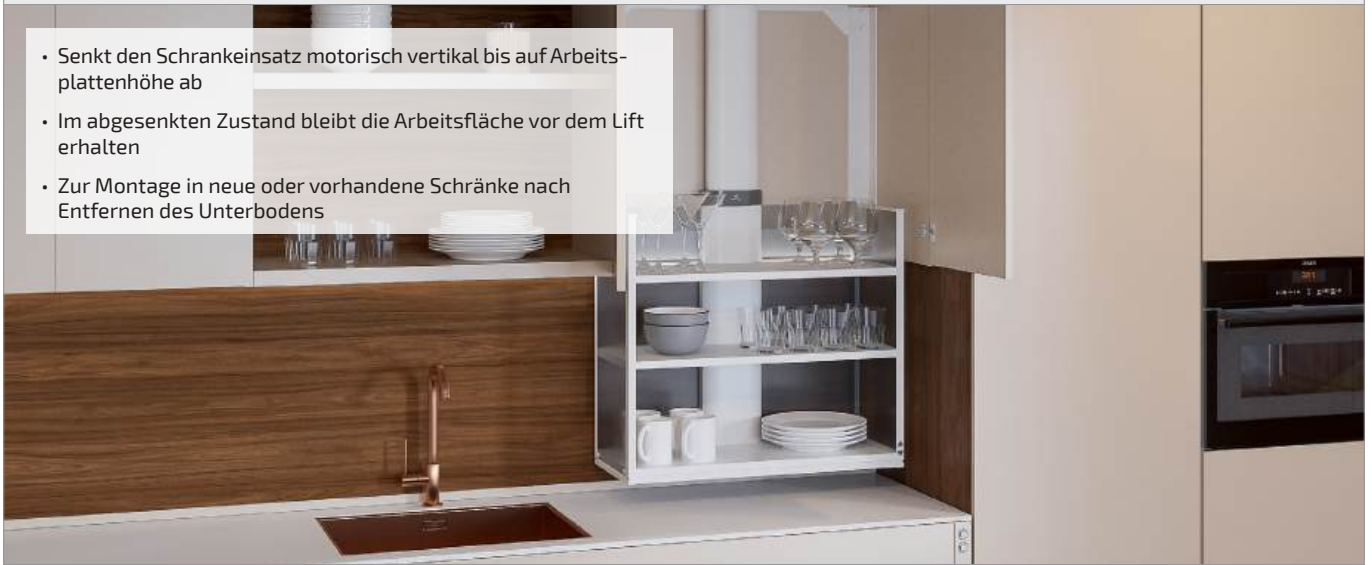 • Senkt den Schrankeinsatz motorisch vertikal bis auf Arbeits-
plattenhöhe ab
• Im abgesenkten Zustand bleibt die Arbeitsfläche vor dem Lift
erhalten
• Zur Montage in neue oder vorhandene Schränke nach
Entfernen des Unterbodens